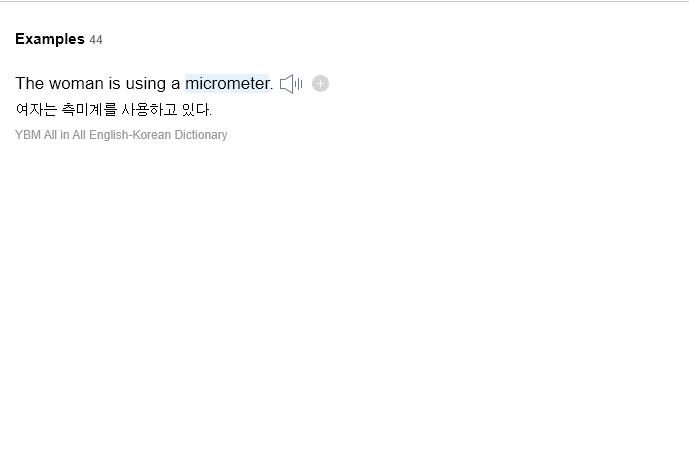 Examples 44
The woman is using a micrometer.
여자는 측미계를 사용하고 있다.
YBM All in All English-Korean Dictionary